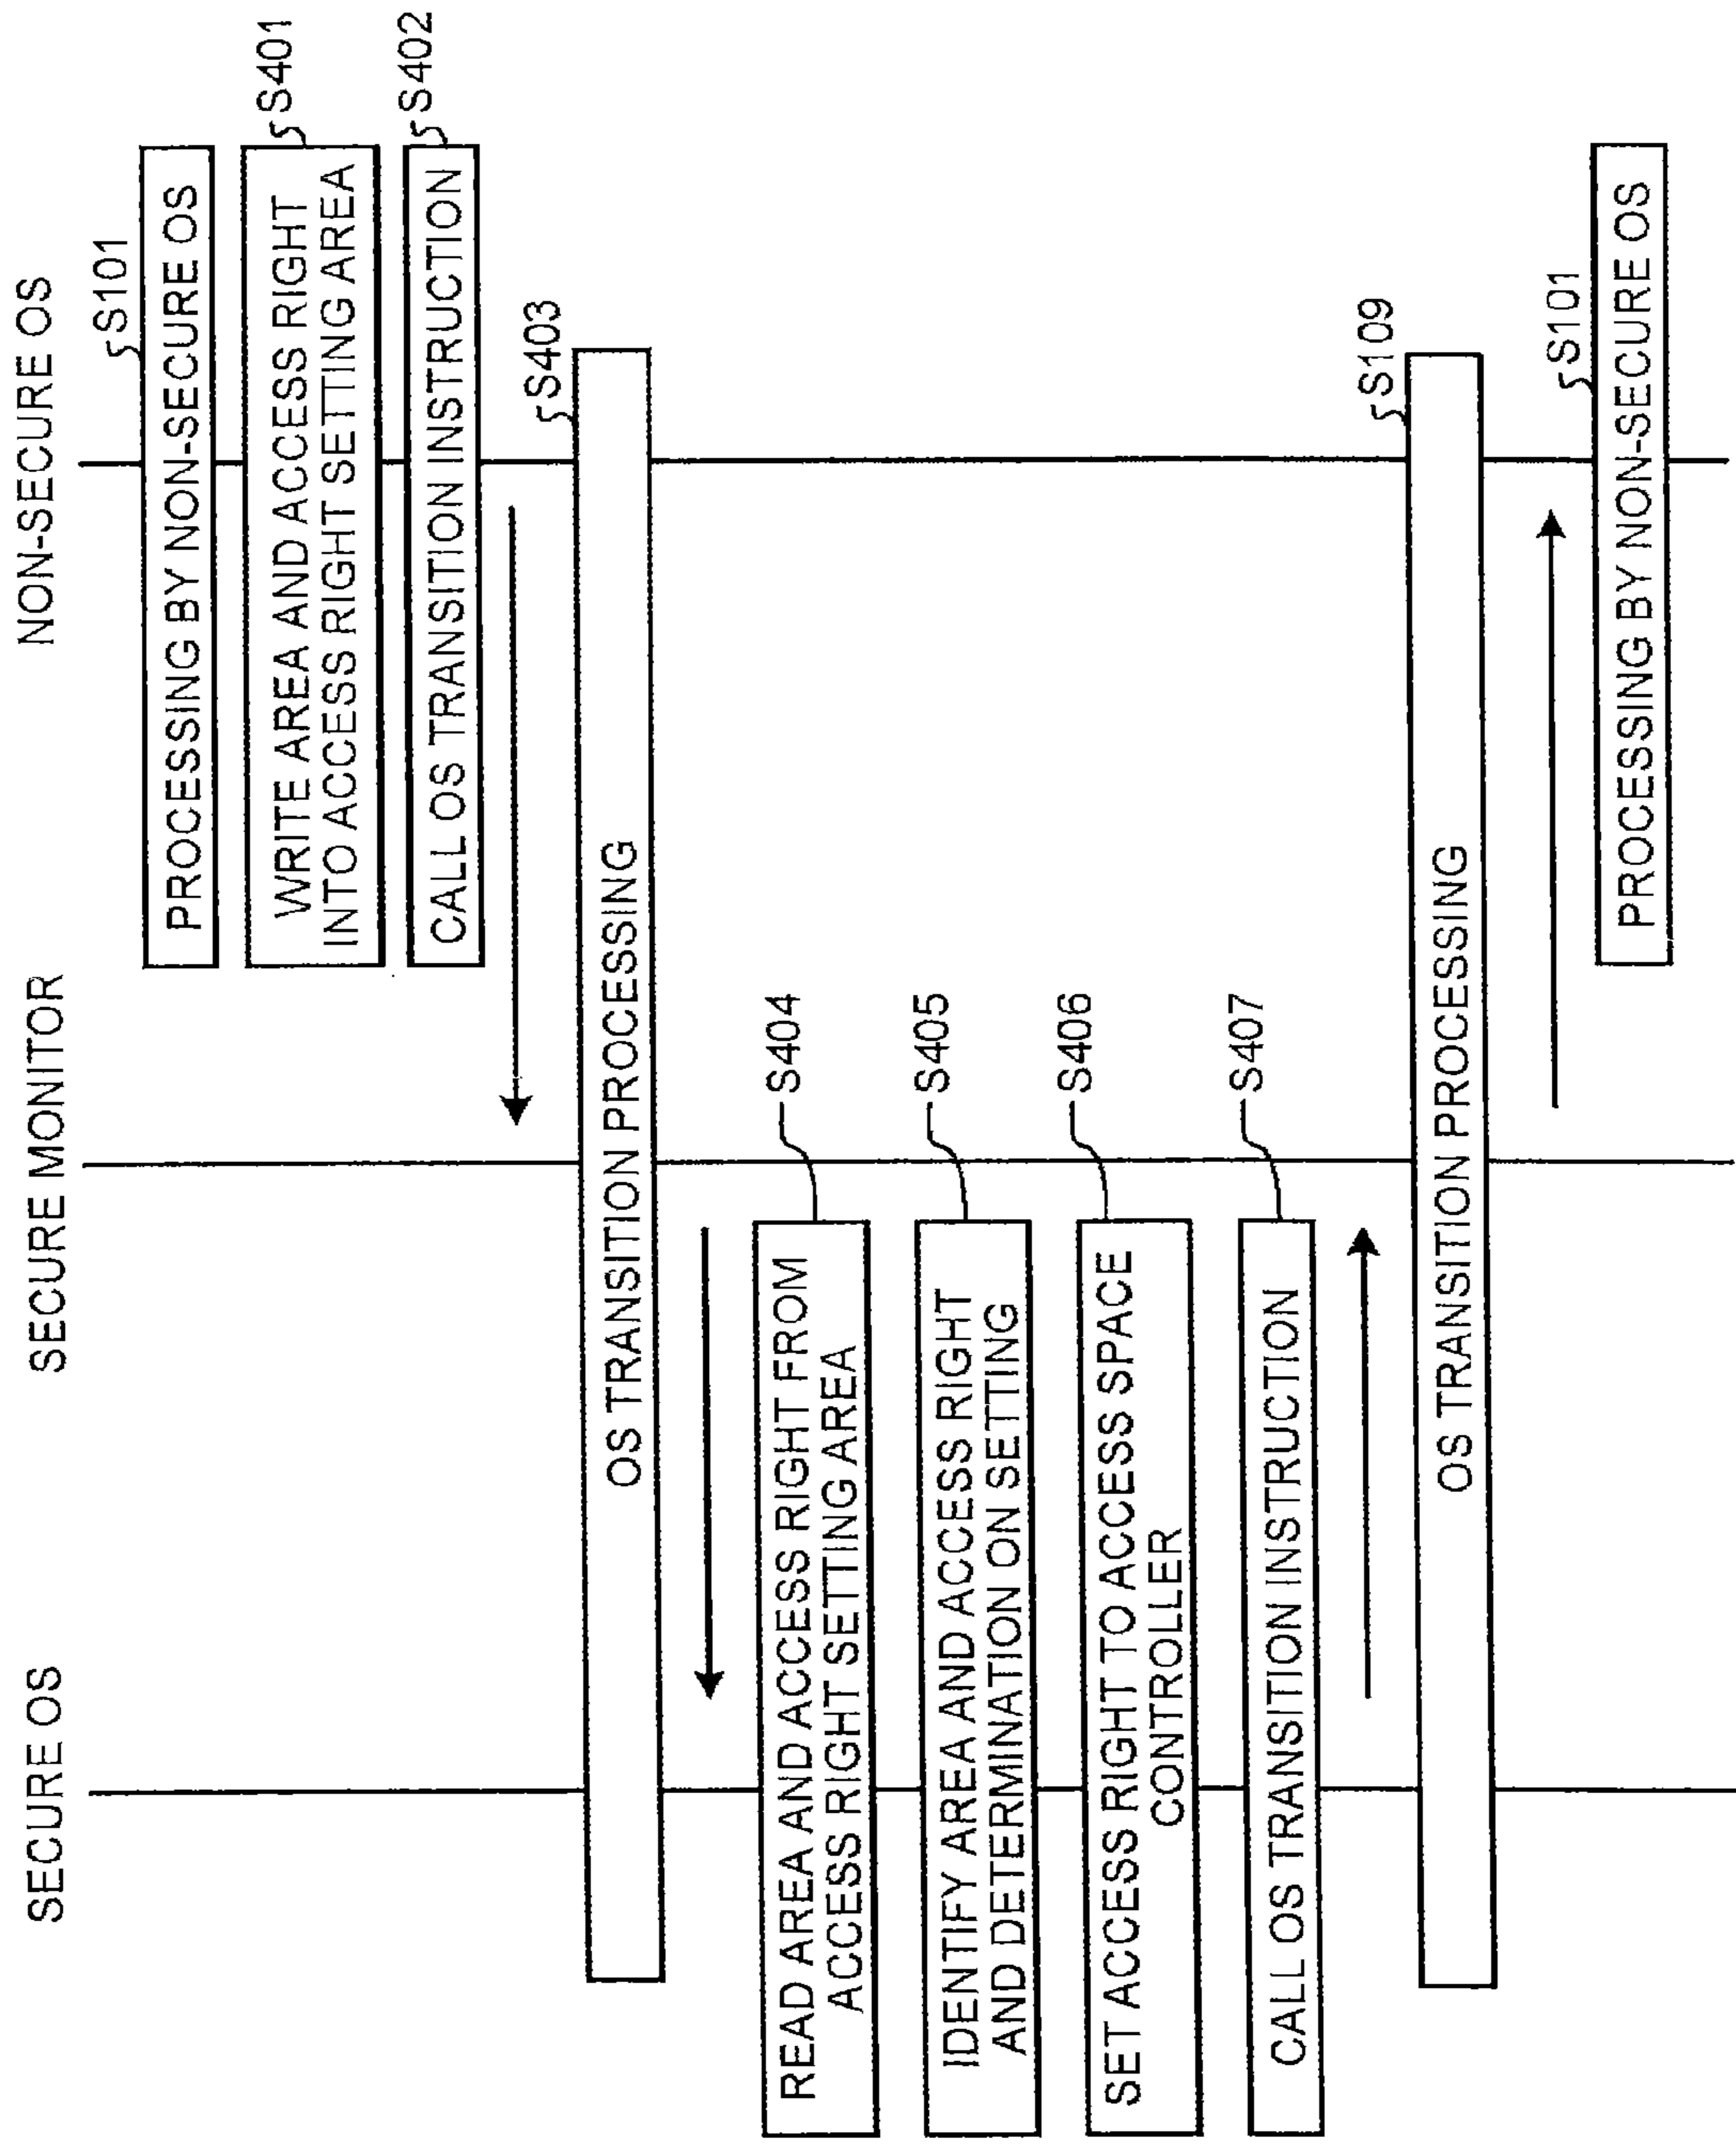 SECURE OS
SECURE MONITOR
NON-SECURE OS
S101
PROCESSING BY NON-SECURE OS
S401
WRITE AREA AND ACCESS RIGHT
INTO ACCESS RIGHT SETTING AREA
S402
CALL OS TRANSITION INSTRUCTION
S403
OS TRANSITION PROCESSING
S404
READ AREA AND ACCESS RIGHT FROM
ACCESS RIGHT SETTING AREA
S405
IDENTIFY AREA AND ACCESS RIGHT
AND DETERMINATION ON SETTING
S406
SET ACCESS RIGHT TO ACCESS SPACE
CONTROLLER
S407
CALL OS TRANSITION INSTRUCTION
S109
OS TRANSITION PROCESSING
S101
PROCESSING BY NON-SECURE OS